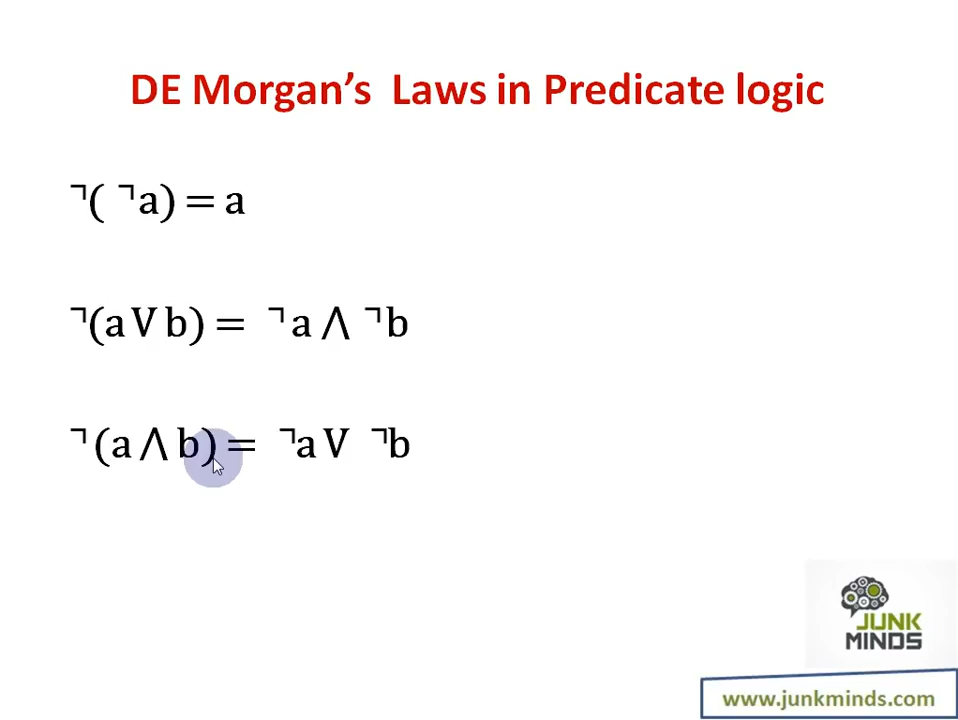 DE Morgan's Laws in Predicate logic
¬( ¬a) = a
¬(a V b) = ¬a ⋀ ¬b
¬(a ⋀ b) = ¬a V ¬b
JUNK
MINDS
www.junkminds.com